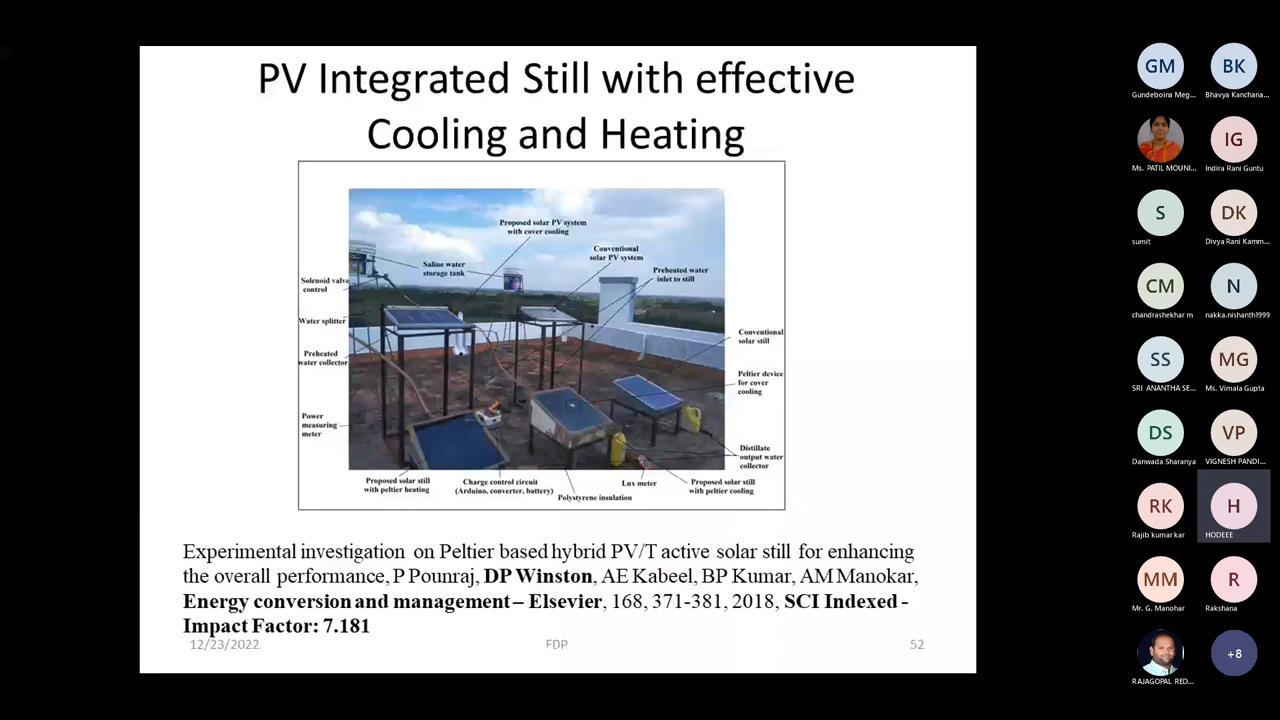 PV Integrated Still with effective
Cooling and Heating
Proposed solar PV system
with cover cooling
Conventional
solar PV system
Saline water
storage tank
Preheated water
inlet to still
Solenoid valve
control
Water splitter
Preheated
water collector
Power
measuring
meter
Conventional
solar still
Peltier device
for cover
cooling
Distillate
output water
collector
Proposed solar still
with peltier heating
Charge control circuit
(Arduino, converter, battery)
Polystyrene insulation
Lux meter
Proposed solar still
with peltier cooling
Experimental investigation on Peltier based hybrid PV/T active solar still for enhancing
the overall performance, P Pounraj, DP Winston, AE Kabeel, BP Kumar, AM Manokar,
Energy conversion and management – Elsevier, 168, 371-381, 2018, SCI Indexed -
Impact Factor: 7.181
12/23/2022
FDP
52
GM
Gundeboina Meg...
BK
Bhavya Kanchana...
Ms. PATIL MOUNI...
IG
Indira Rani Guntu
S
sumit
DK
Divya Rani Kamm...
CM
chandrashekhar m
N
nakka.nishanth1999
SS
SRI ANANTHA SE...
MG
Ms. Vimala Gupta
DS
Danwada Sharanya
VP
VIGNESH PANDI...
RK
Rajib kumar kar
H
HODEEE
MM
Mr. G. Manohar
R
Rakshana
RAJAGOPAL RED...
+8